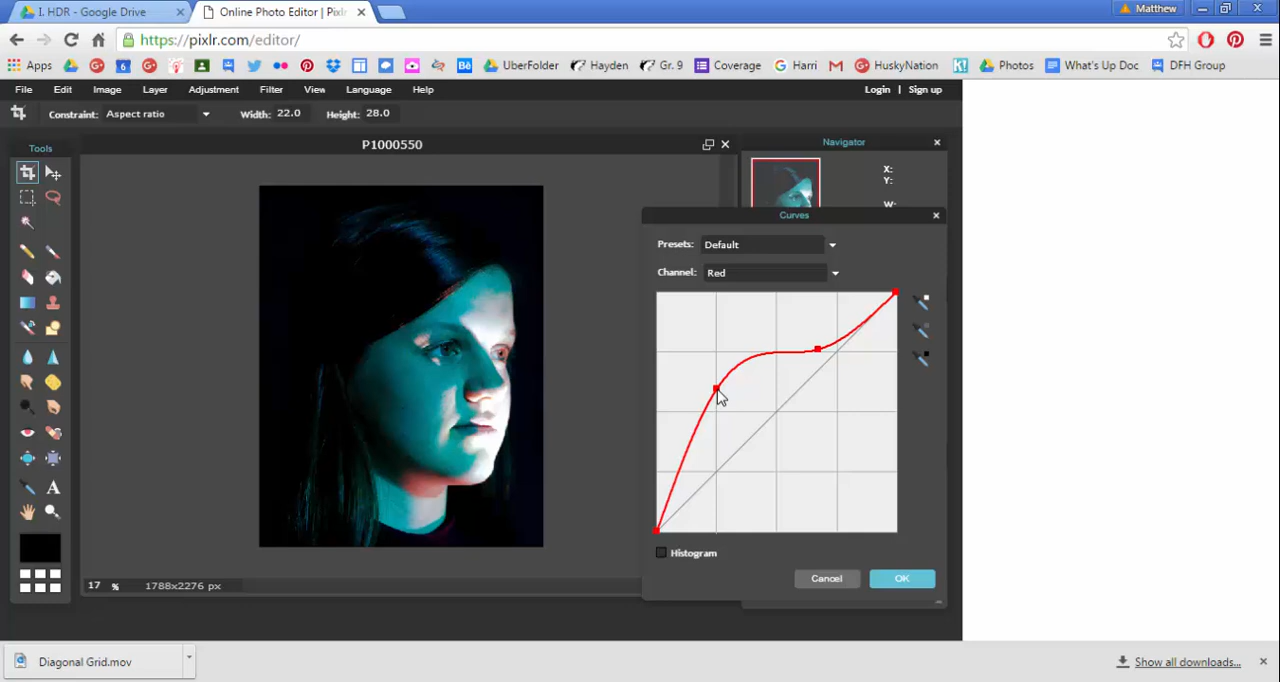 I. HDR - Google Drive
Online Photo Editor | Pixlr
Matthew
https://pixlr.com/editor/
Apps
UberFolder
Hayden
Gr. 9
Coverage
Harri
HuskyNation
Photos
What's Up Doc
DFH Group
File Edit Image Layer Adjustment Filter View Language Help Login | Sign up
Constraint: Aspect ratio Width: 22.0 Height: 28.0
Tools
P1000550
Navigator
X:
Y:
W:
Curves
Presets: Default
Channel: Red
Histogram
Cancel OK
17 % 1788x2276 px
Diagonal Grid.mov
Show all downloads...